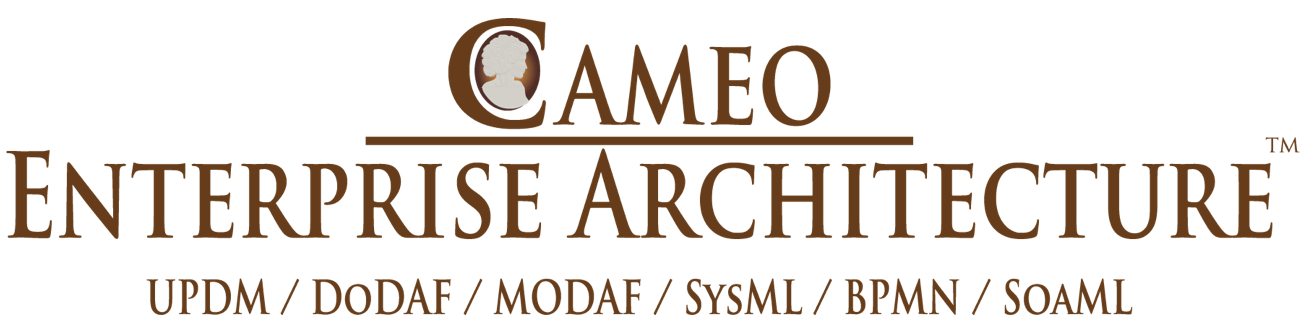 CAMEO
ENTERPRISE ARCHITECTURE™
UPDM / DoDAF / MODAF / SYSML / BPMN / SOAML